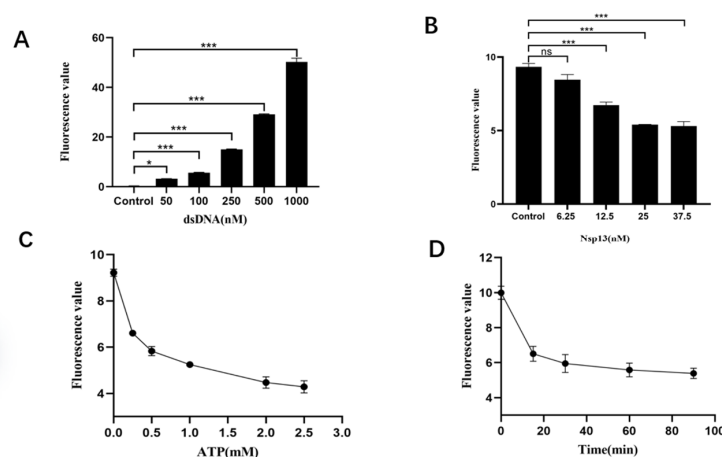 A
***
***
***
***
*
Fluorescence value
60
40
20
0
Control 50 100 250 500 1000
dsDNA(nM)
B
***
***
***
ns
Fluorescence value
10
5
0
Control 6.25 12.5 25 37.5
Nsp13(nM)
C
Fluorescence value
10
8
6
4
0.0 0.5 1.0 1.5 2.0 2.5 3.0
ATP(mM)
D
Fluorescence value
12
10
8
6
4
0 20 40 60 80 100
Time(min)